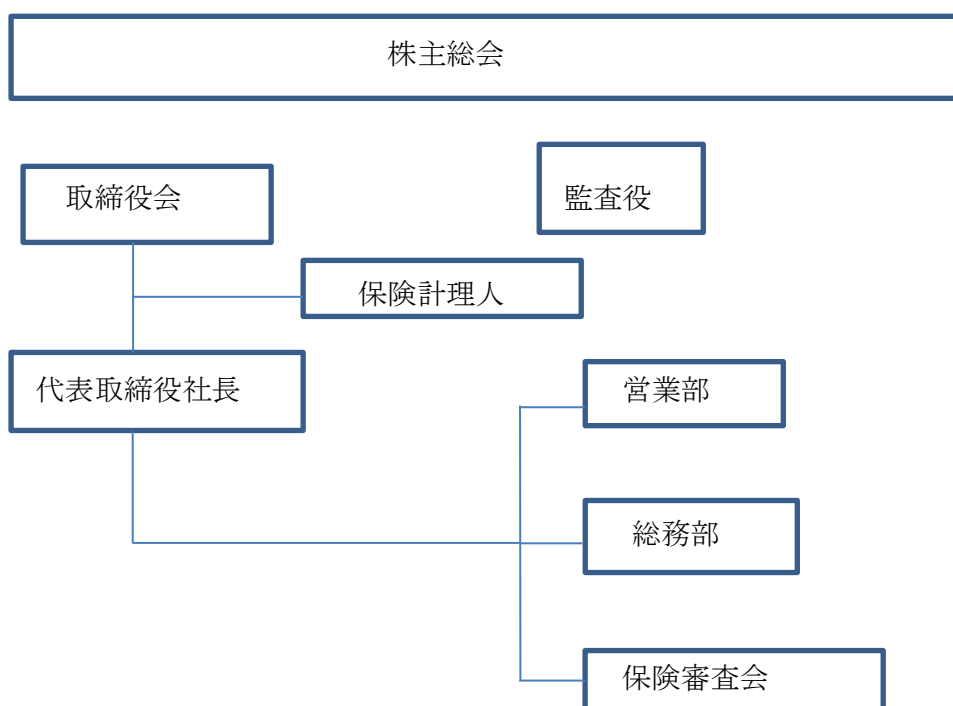 株主総会
取締役会
監査役
保険計理人
代表取締役社長
営業部
総務部
保険審査会